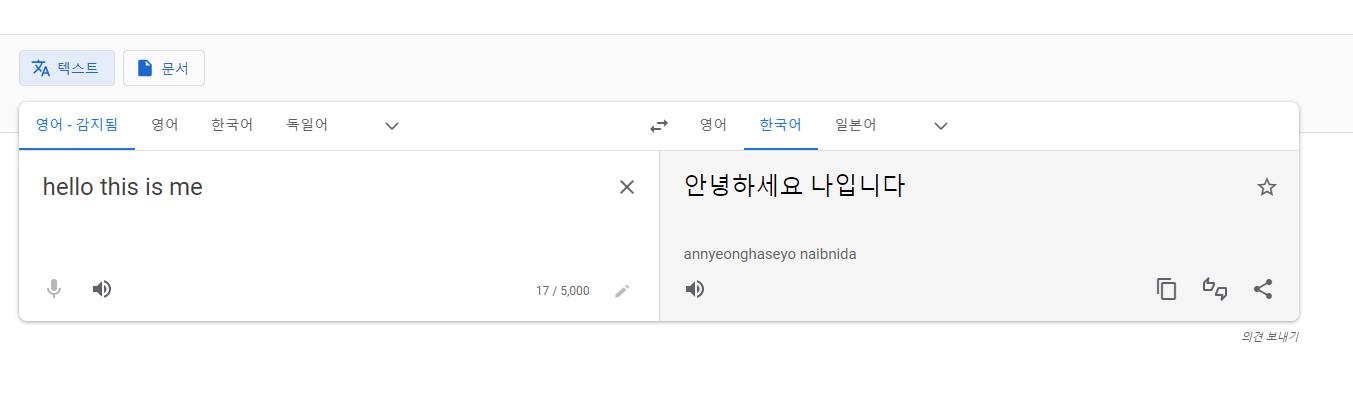 텍스트 문서
영어 - 감지됨 영어 한국어 독일어 영어 한국어 일본어
hello this is me
안녕하세요 나입니다
annyeonghaseyo naibnida
17 / 5,000
의견 보내기